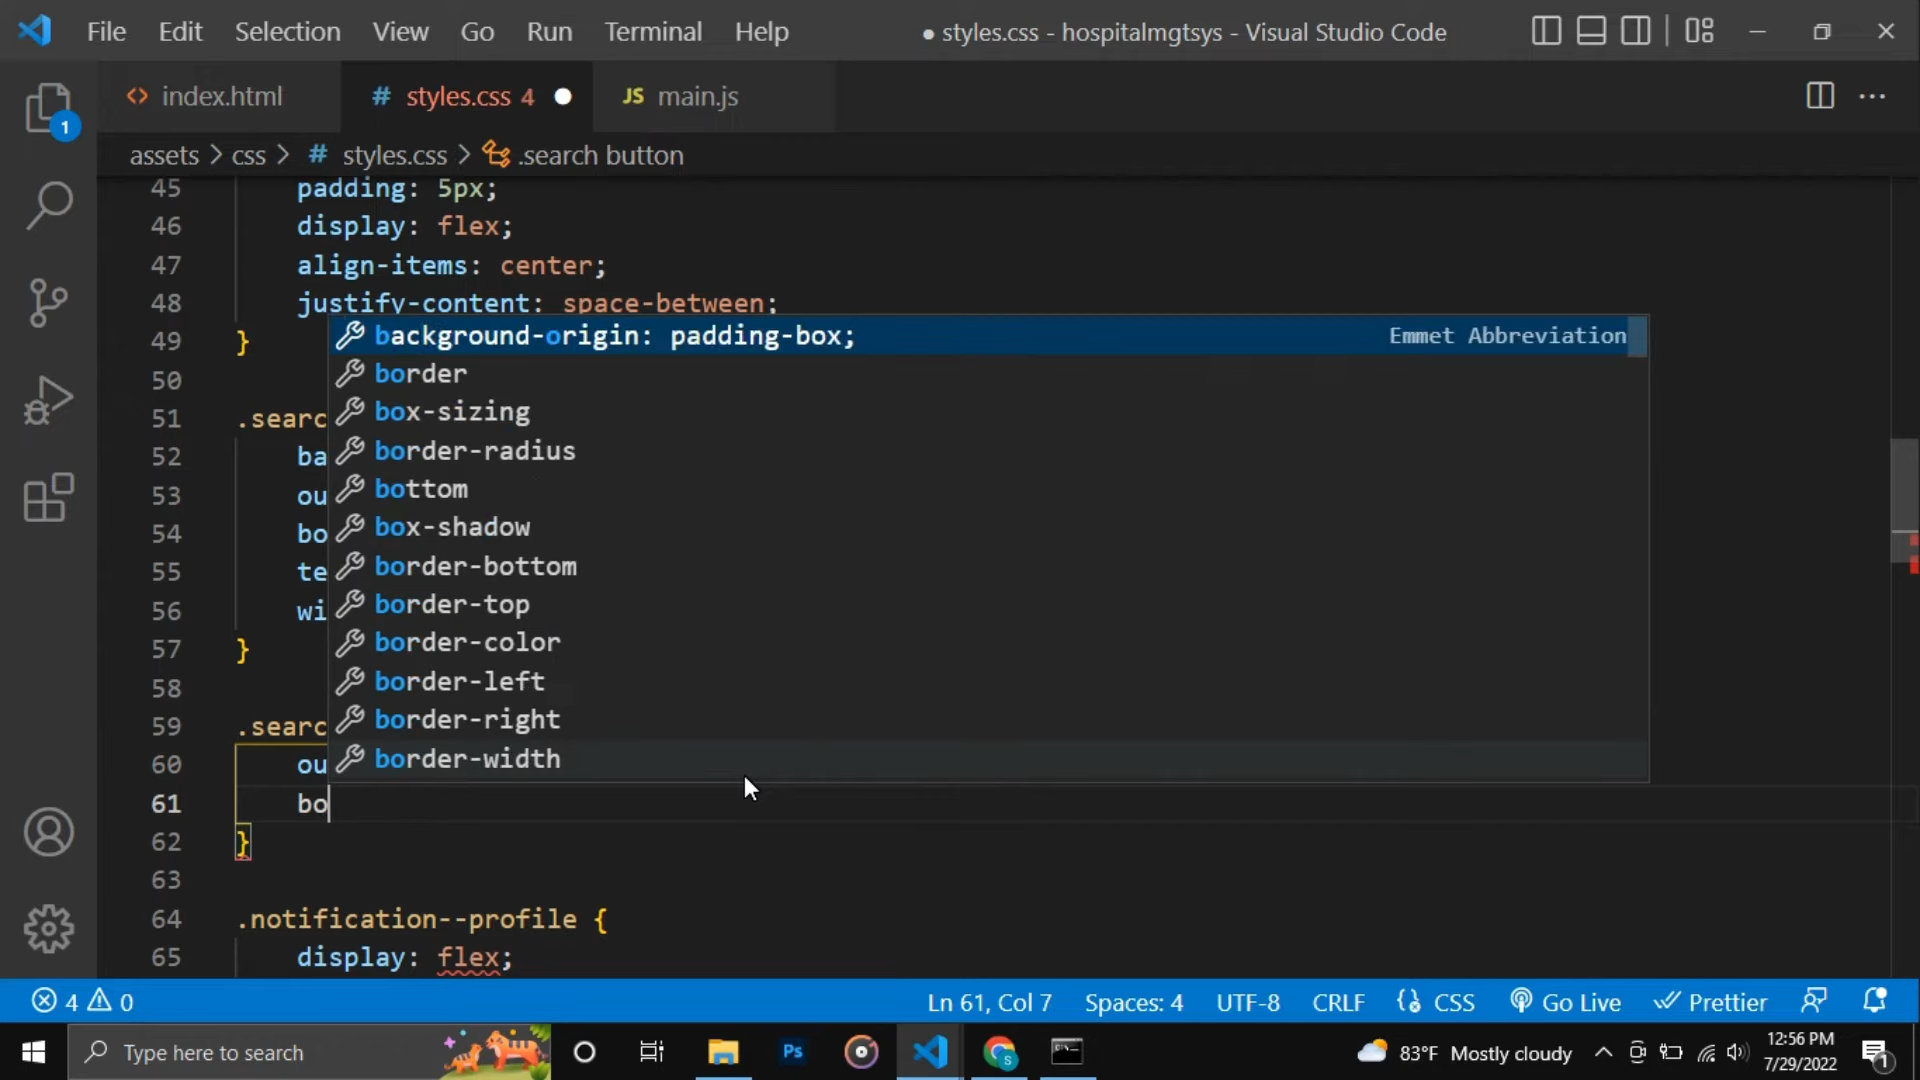 File Edit Selection View Go Run Terminal Help ● styles.css - hospitalmgtsys - Visual Studio Code
<> index.html # styles.css 4 ● JS main.js ···
assets > css > # styles.css > .search button
1
45 padding: 5px;
46 display: flex;
47 align-items: center;
48 justify-content: space-between;
background-origin: padding-box; Emmet Abbreviation
49 }
border
50
box-sizing
51 .searc
border-radius
52 ba
bottom
53 ou
box-shadow
54 bo
border-bottom
55 te
border-top
56 wi
border-color
57 }
border-left
58
border-right
59 .searc
border-width
60 ou
61 bo
62 }
63
64 .notification--profile {
65 display: flex;
4 0 Ln 61, Col 7 Spaces: 4 UTF-8 CRLF {} CSS Go Live Prettier
Type here to search Ps S 83°F Mostly cloudy 12:56 PM
7/29/2022 1